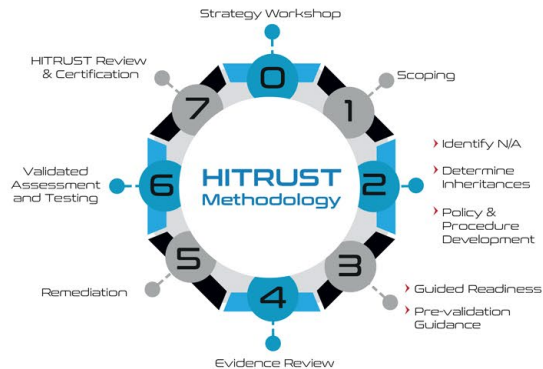 Strategy Workshop
0
HITRUST Review
& Certification
7
Scoping
1
Identify N/A
Determine
Inheritances
Policy &
Procedure
Development
2
HITRUST
Methodology
Validated
Assessment
and Testing
6
3
Guided Readiness
Pre-validation
Guidance
5
Remediation
4
Evidence Review